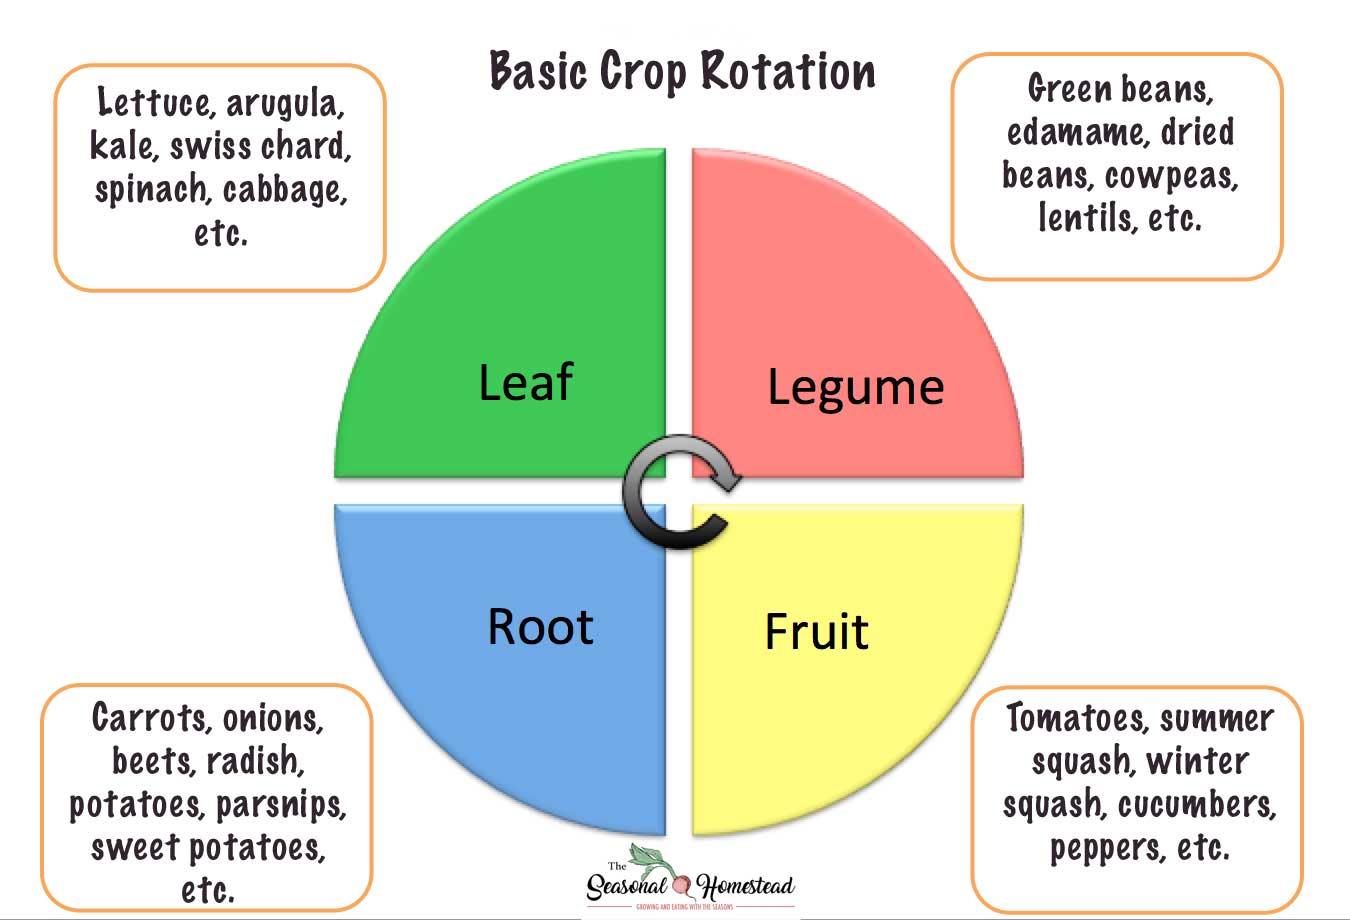 Basic Crop Rotation
Lettuce, arugula,
kale, swiss chard,
spinach, cabbage,
etc.
Green beans,
edamame, dried
beans, cowpeas,
lentils, etc.
Leaf
Legume
Root
Fruit
Carrots, onions,
beets, radish,
potatoes, parsnips,
sweet potatoes,
etc.
Tomatoes, summer
squash, winter
squash, cucumbers,
peppers, etc.
The
Seasonal Homestead
GROWING AND EATING WITH THE SEASONS